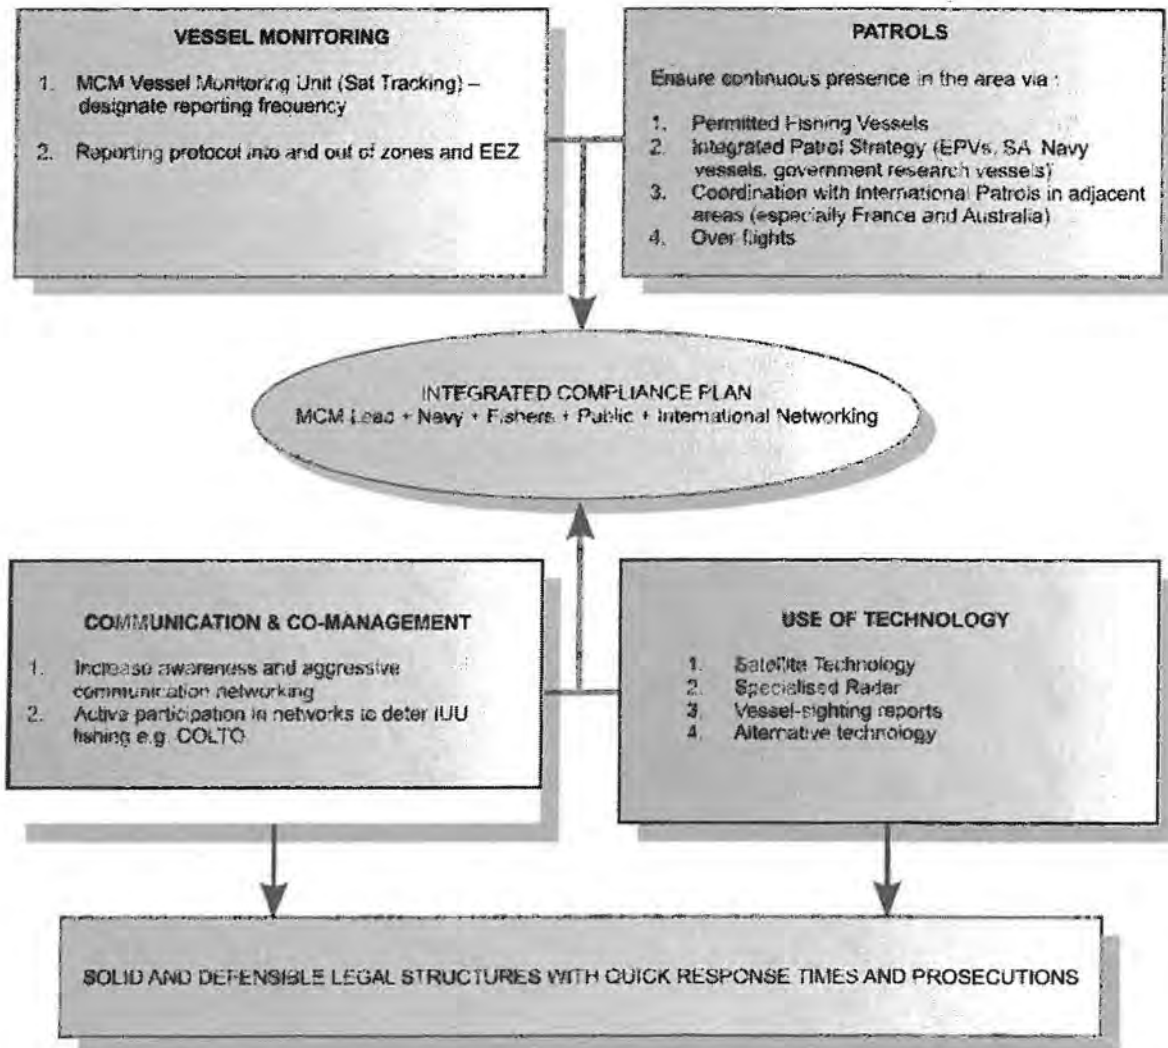 VESSEL MONITORING
1. MCM Vessel Monitoring Unit (Sat Tracking) –
designate reporting frequency
2. Reporting protocol into and out of zones and EEZ
PATROLS
Ensure continuous presence in the area via :
1. Permitted Fishing Vessels
2. Integrated Patrol Strategy (EPVs, SA Navy
vessels, government research vessels)
3. Coordination with International Patrols in adjacent
areas (especially France and Australia)
4. Over flights
INTEGRATED COMPLIANCE PLAN
MCM Lead + Navy + Fishers + Public + International Networking
COMMUNICATION & CO-MANAGEMENT
1. Increase awareness and aggressive
communication networking
2. Active participation in networks to deter IUU
fishing e.g. COLTO
USE OF TECHNOLOGY
1. Satellite Technology
2. Specialised Radar
3. Vessel-sighting reports
4. Alternative technology
SOLID AND DEFENSIBLE LEGAL STRUCTURES WITH QUICK RESPONSE TIMES AND PROSECUTIONS